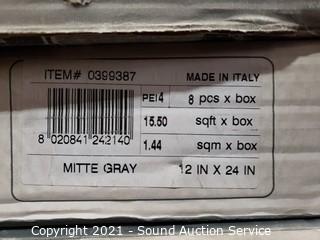 ITEM# 0399387 MADE IN ITALY
PEI4 8 pcs x box
15.50 sqft x box
8 020841 242140 1.44 sqm x box
MITTE GRAY 12 IN X 24 IN
Copyright 2021 - Sound Auction Service